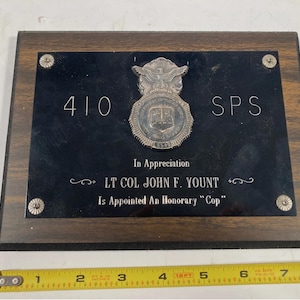 410 SPS
In Appreciation
LT COL JOHN F. YOUNT
Is Appointed An Honorary "Cop"
1 2 3 4 5 6 7